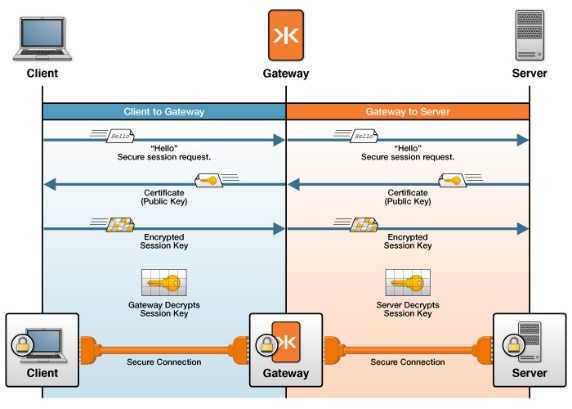 Client
Gateway
Server
Client to Gateway
Gateway to Server
Hello
Hello
"Hello"
Secure session request.
"Hello"
Secure session request.
Certificate
(Public Key)
Certificate
(Public Key)
Encrypted
Session Key
Encrypted
Session Key
Gateway Decrypts
Session Key
Server Decrypts
Session Key
Secure Connection
Secure Connection
Client
Gateway
Server